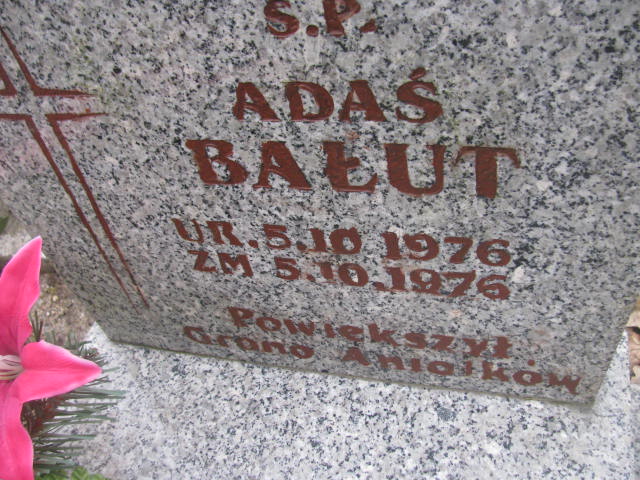 Ś.P.
ADAŚ
BAŁUT
UR. 5.10 1976
ZM 5.10.1976
Powiększył
Grono Aniołków